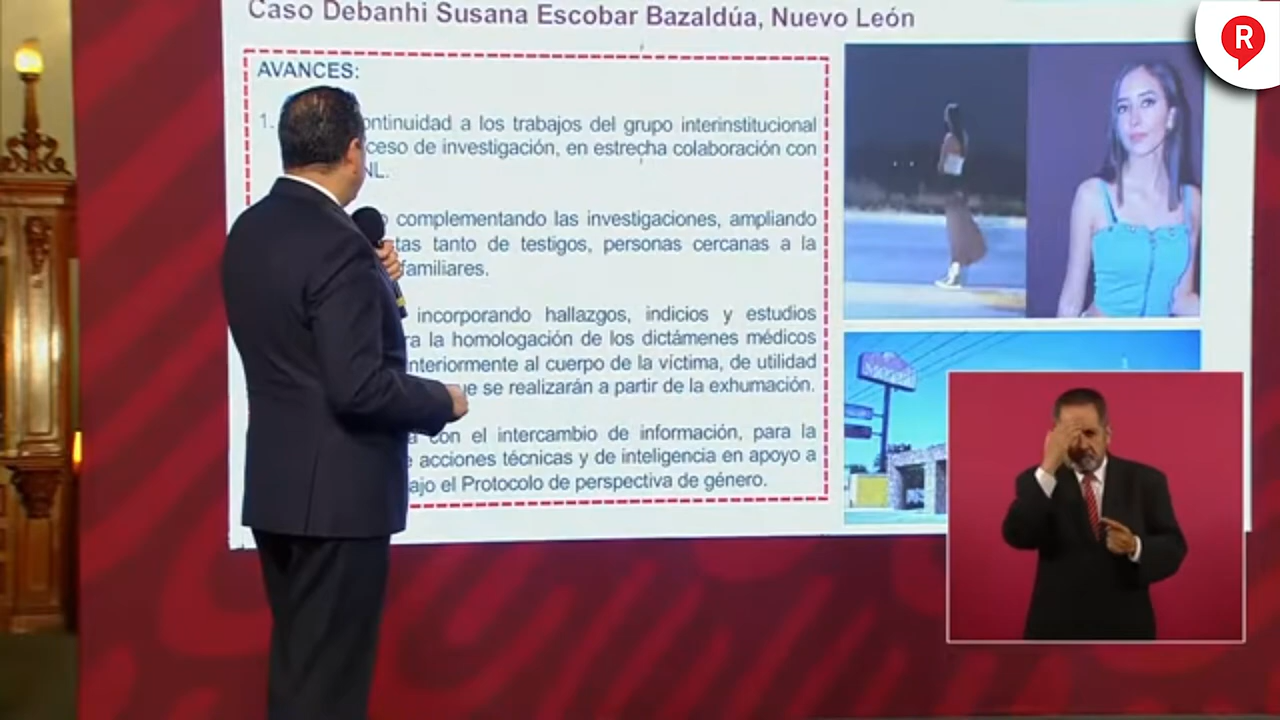 Caso Debanhi Susana Escobar Bazaldúa, Nuevo León
R
AVANCES:
1. ontinuidad a los trabajos del grupo interinstitucional
ceso de investigación, en estrecha colaboración con
NL.
complementando las investigaciones, ampliando
tas tanto de testigos, personas cercanas a la
familiares.
incorporando hallazgos, indicios y estudios
ra la homologación de los dictámenes médicos
nteriormente al cuerpo de la víctima, de utilidad
ue se realizarán a partir de la exhumación.
con el intercambio de información, para la
e acciones técnicas y de inteligencia en apoyo a
ajo el Protocolo de perspectiva de género.